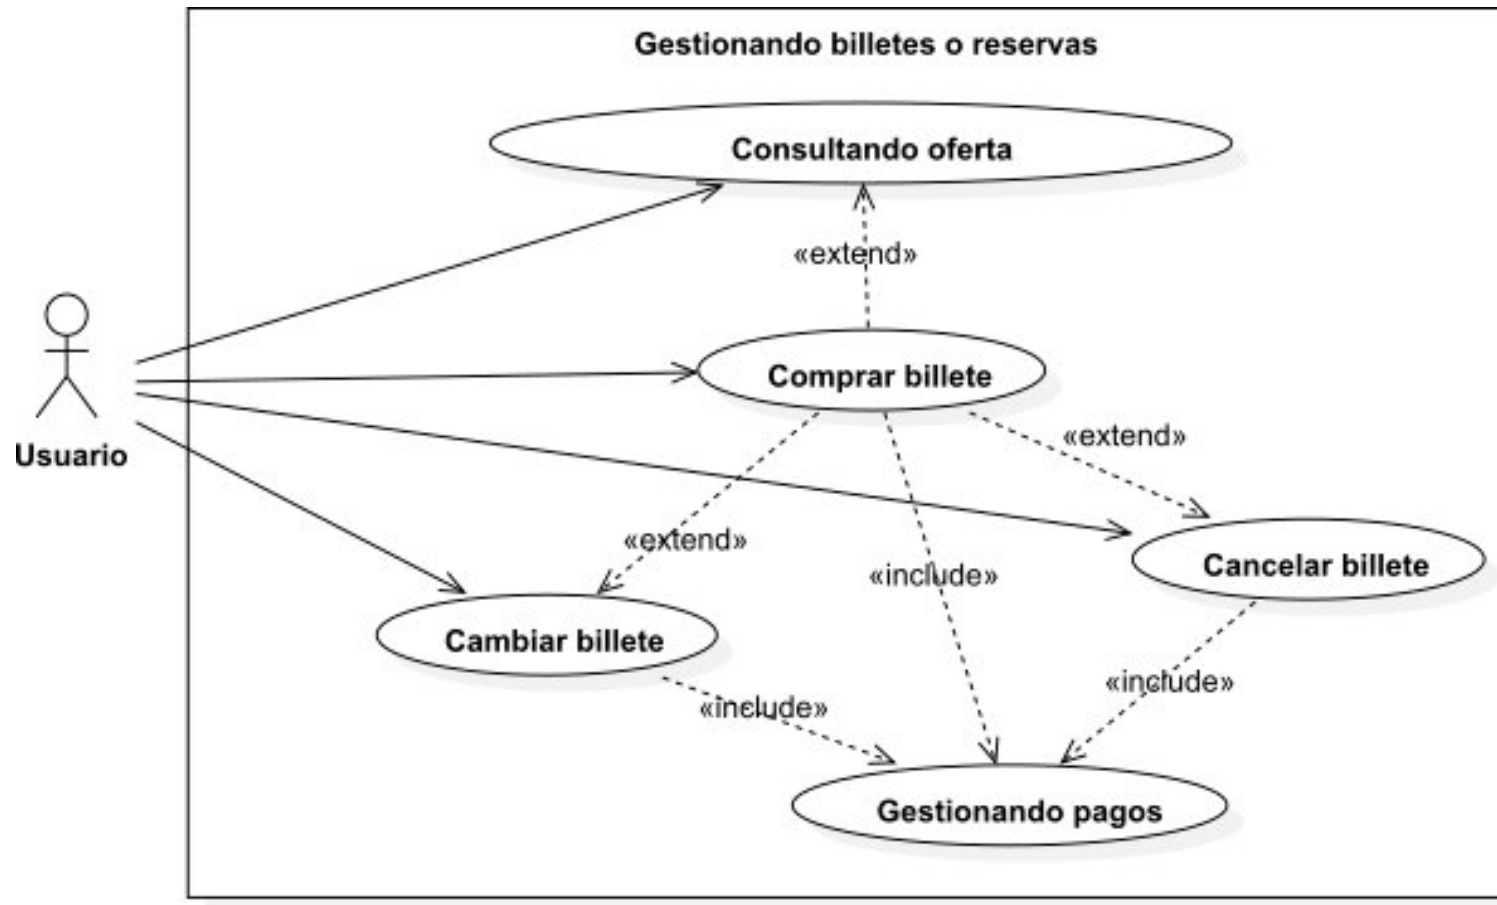 Gestionando billetes o reservas
Consultando oferta
«extend»
Comprar billete
Usuario
«extend»
«extend»
«include»
Cancelar billete
Cambiar billete
«include»
«include»
Gestionando pagos